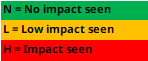 N = No impact seen
L = Low impact seen
H = Impact seen